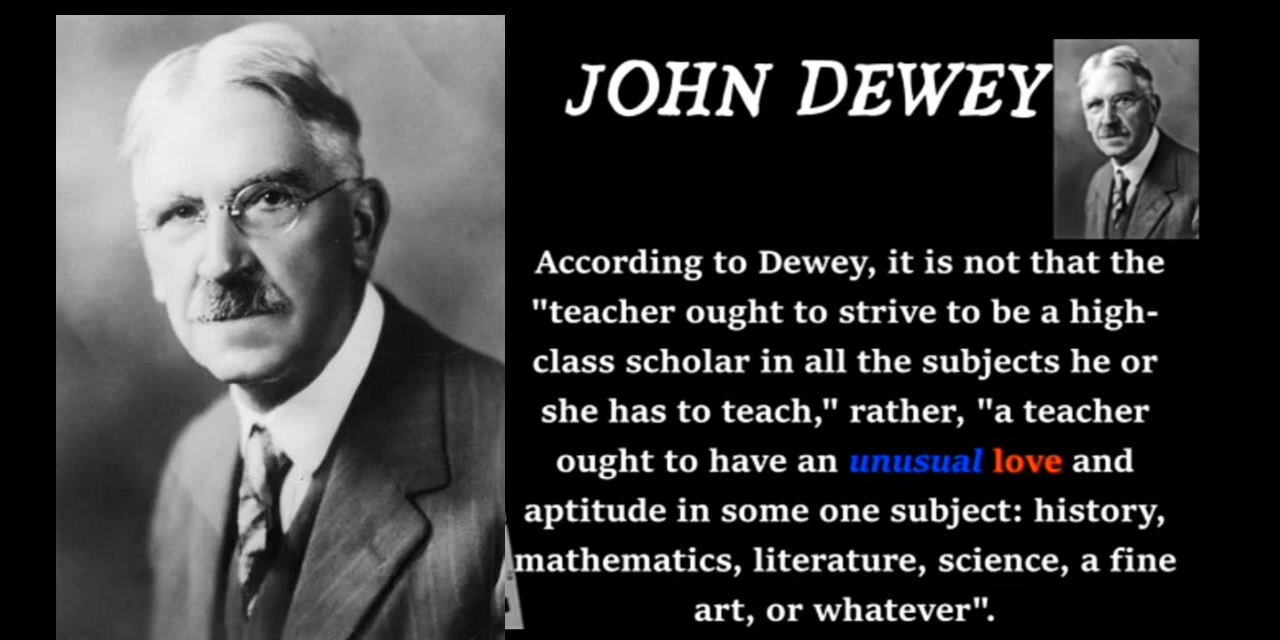 JOHN DEWEY
According to Dewey, it is not that the
"teacher ought to strive to be a high-
class scholar in all the subjects he or
she has to teach," rather, "a teacher
ought to have an unusual love and
aptitude in some one subject: history,
mathematics, literature, science, a fine
art, or whatever".